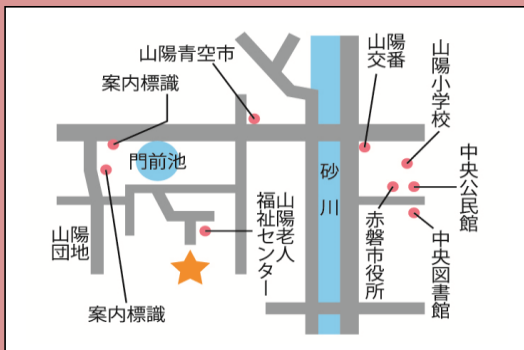 山陽青空市
案内標識
門前池
山陽
団地
案内標識
山陽老人
福祉センター
砂川
山陽
交番
山陽小学校
中央公民館
赤磐市役所
中央図書館